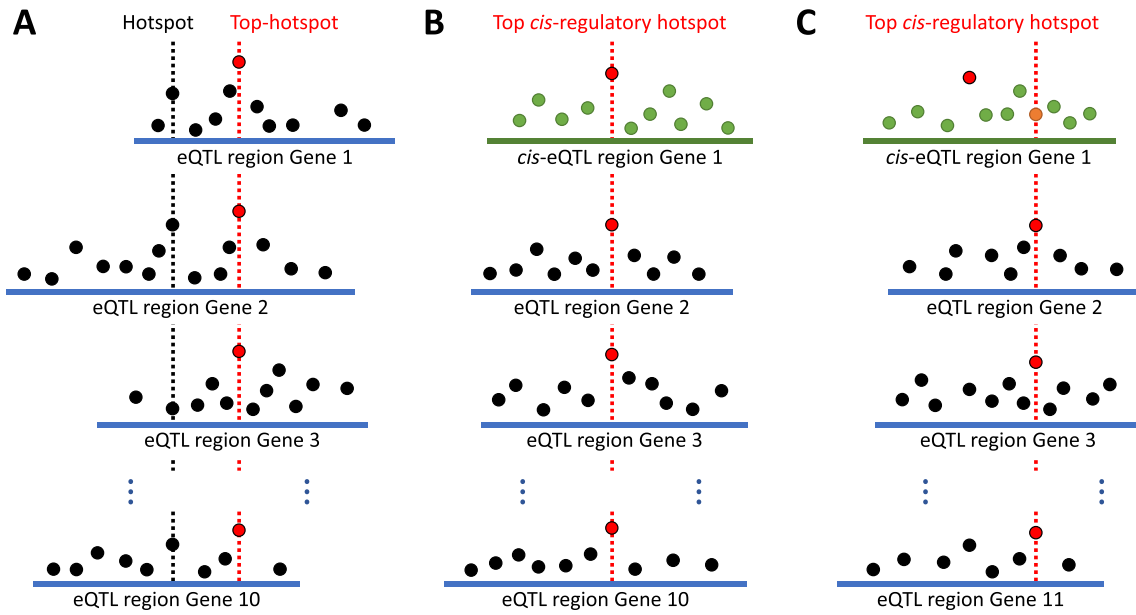 A
Hotspot
Top-hotspot
eQTL region Gene 1
eQTL region Gene 2
eQTL region Gene 3
eQTL region Gene 10
B
Top cis-regulatory hotspot
cis-eQTL region Gene 1
eQTL region Gene 2
eQTL region Gene 3
eQTL region Gene 10
C
Top cis-regulatory hotspot
cis-eQTL region Gene 1
eQTL region Gene 2
eQTL region Gene 3
eQTL region Gene 11